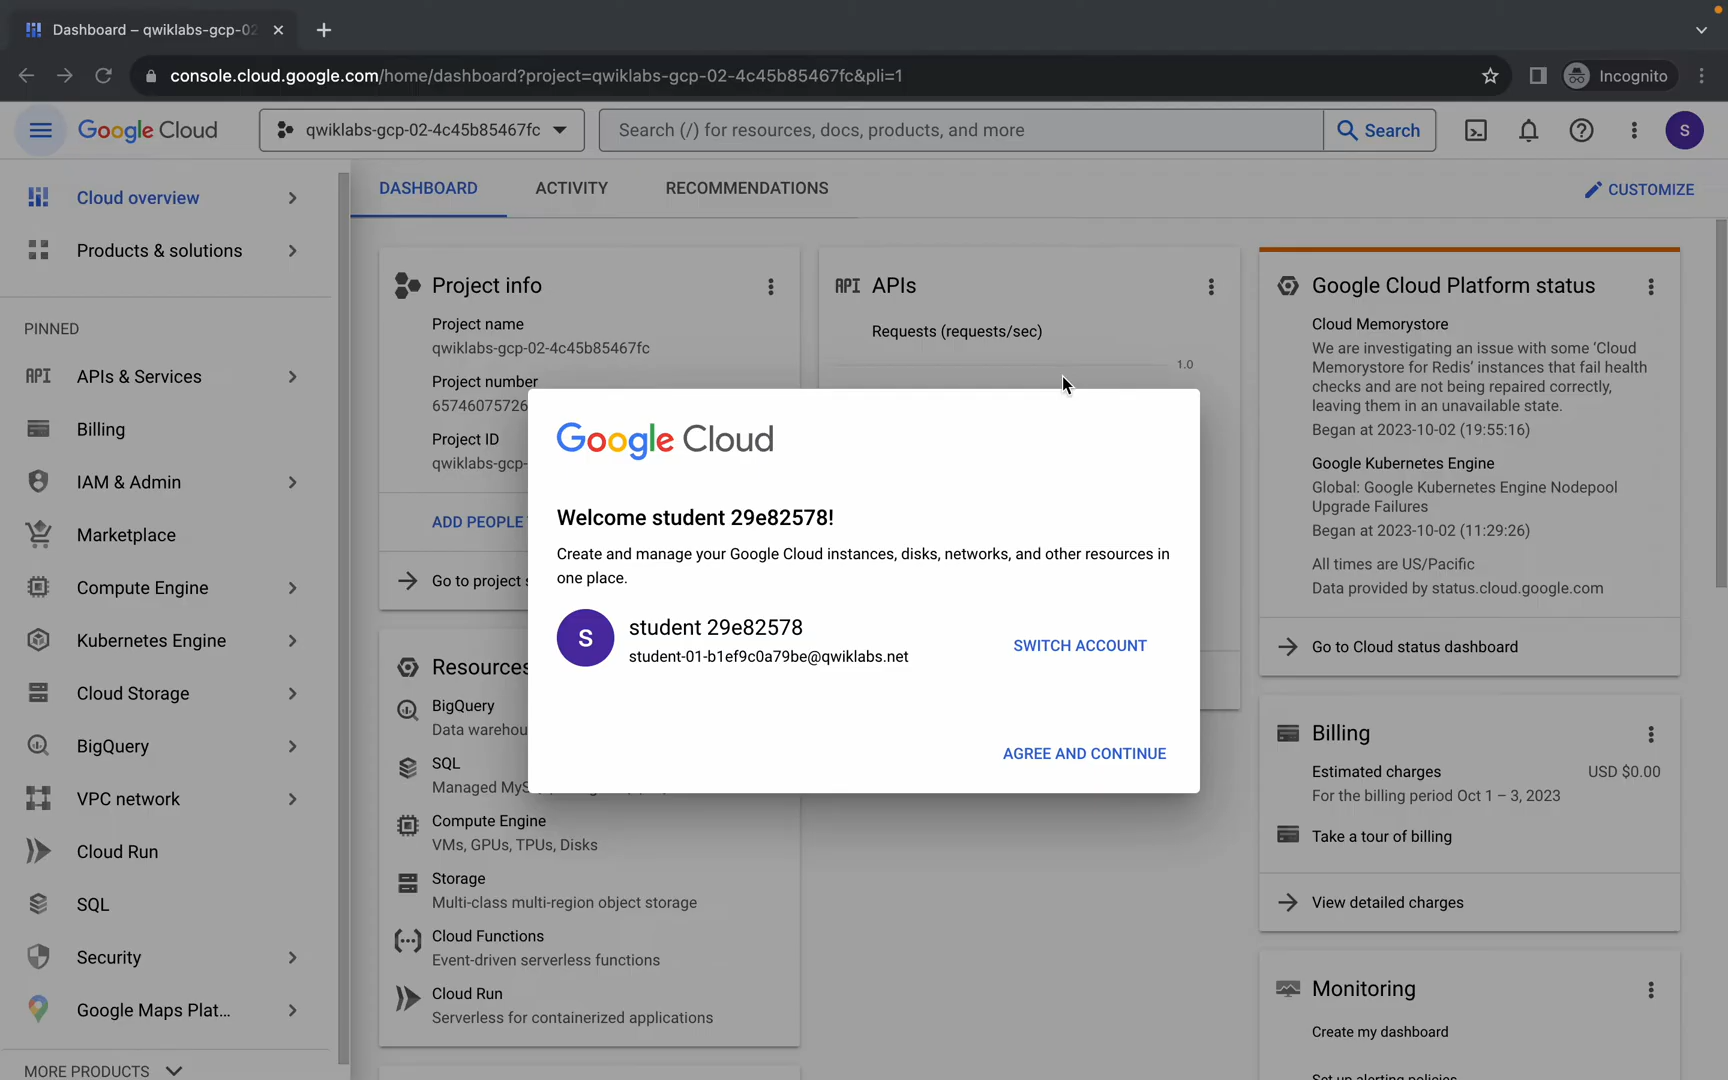 Dashboard – qwiklabs-gcp-02
console.cloud.google.com/home/dashboard?project=qwiklabs-gcp-02-4c45b85467fc&pli=1
Incognito
Google Cloud
qwiklabs-gcp-02-4c45b85467fc
Search (/) for resources, docs, products, and more
Search
S
Cloud overview
Products & solutions
PINNED
API APIs & Services
Billing
IAM & Admin
Marketplace
Compute Engine
Kubernetes Engine
Cloud Storage
BigQuery
VPC network
Cloud Run
SQL
Security
Google Maps Plat...
MORE PRODUCTS
DASHBOARD
ACTIVITY
RECOMMENDATIONS
CUSTOMIZE
Project info
Project name
qwiklabs-gcp-02-4c45b85467fc
Project number
65746075726
Project ID
qwiklabs-gcp-
ADD PEOPLE
Go to project
Resources
BigQuery
Data warehou
SQL
Managed MyS
Compute Engine
VMs, GPUs, TPUs, Disks
Storage
Multi-class multi-region object storage
Cloud Functions
Event-driven serverless functions
Cloud Run
Serverless for containerized applications
API APIs
Requests (requests/sec)
1.0
Google Cloud
Welcome student 29e82578!
Create and manage your Google Cloud instances, disks, networks, and other resources in
one place.
S
student 29e82578
student-01-b1ef9c0a79be@qwiklabs.net
SWITCH ACCOUNT
AGREE AND CONTINUE
Google Cloud Platform status
Cloud Memorystore
We are investigating an issue with some 'Cloud
Memorystore for Redis' instances that fail health
checks and are not being repaired correctly,
leaving them in an unavailable state.
Began at 2023-10-02 (19:55:16)
Google Kubernetes Engine
Global: Google Kubernetes Engine Nodepool
Upgrade Failures
Began at 2023-10-02 (11:29:26)
All times are US/Pacific
Data provided by status.cloud.google.com
Go to Cloud status dashboard
Billing
Estimated charges USD $0.00
For the billing period Oct 1 – 3, 2023
Take a tour of billing
View detailed charges
Monitoring
Create my dashboard
Set up alerting policies